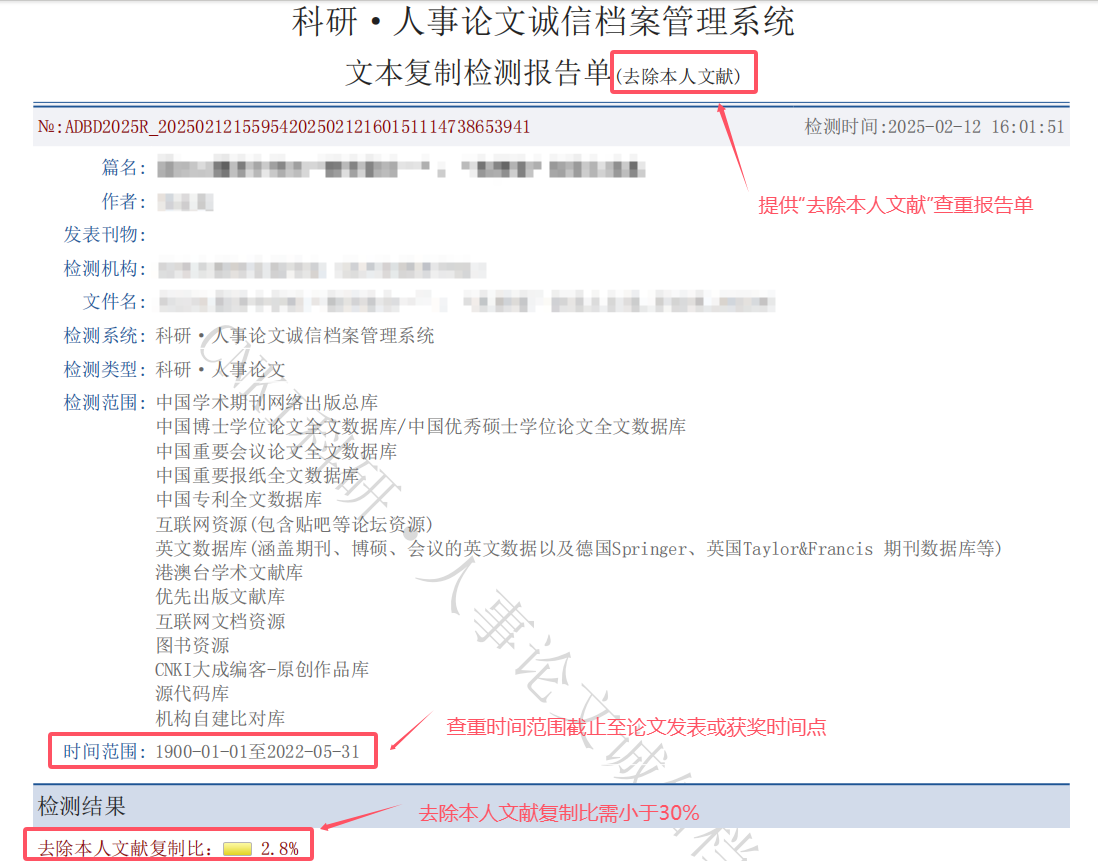 科研·人事论文诚信档案管理系统
文本复制检测报告单(去除本人文献)
№:ADBD2025R_20250212155954202502121601511147386539​41 检测时间:2025-02-12 16:01:51
篇名:
作者:
提供“去除本人文献”查重报告单
发表刊物:
检测机构:
文件名:
检测系统: 科研·人事论文诚信档案管理系统
检测类型: 科研·人事论文
检测范围: 中国学术期刊网络出版总库
中国博士学位论文全文数据库/中国优秀硕士学位论文全文数据库
中国重要会议论文全文数据库
中国重要报纸全文数据库
中国专利全文数据库
互联网资源(包含贴吧等论坛资源)
英文数据库(涵盖期刊、博硕、会议的英文数据以及德国Springer、英国Taylor&Francis 期刊数据库等)
港澳台学术文献库
优先出版文献库
互联网文档资源
图书资源
CNKI大成编客-原创作品库
源代码库
机构自建比对库
查重时间范围截止至论文发表或获奖时间点
时间范围: 1900-01-01至2022-05-31
检测结果
去除本人文献复制比需小于30%
去除本人文献复制比: 2.8%
CNKI科研·人事论文诚信档